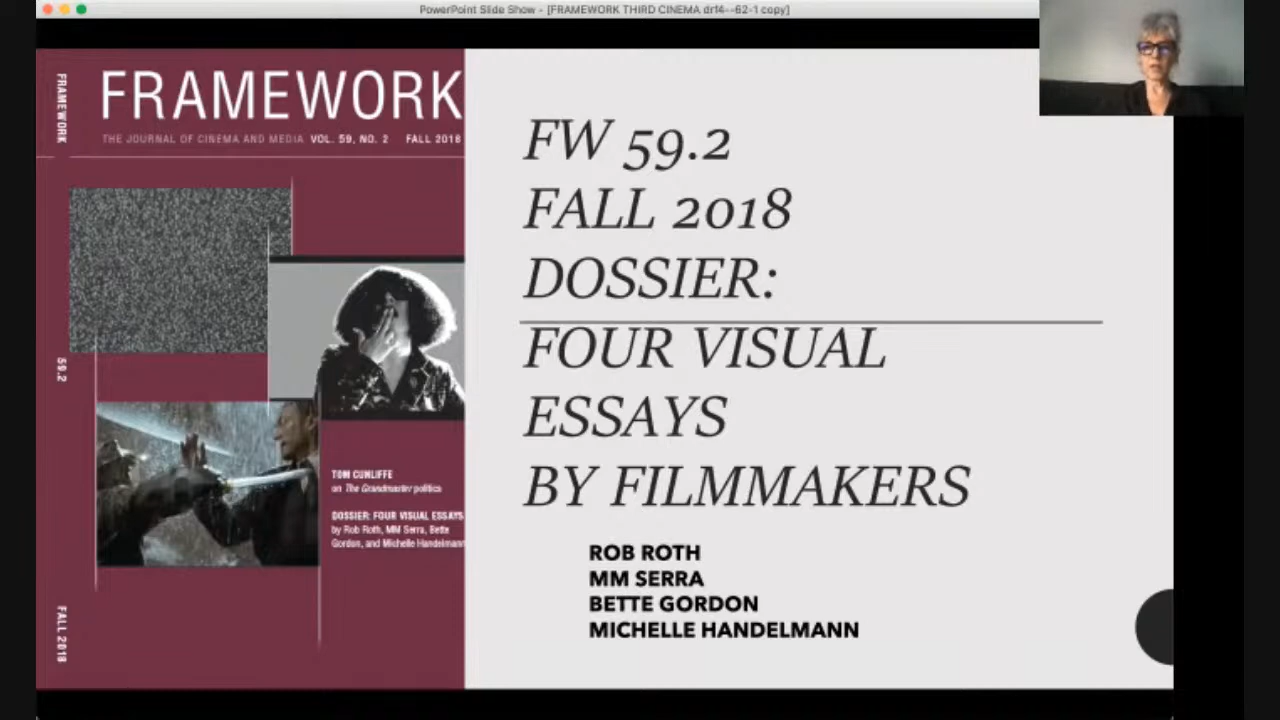 PowerPoint Slide Show - [FRAMEWORK THIRD CINEMA drf4--62-1 copy]
FRAMEWORK
FRAMEWORK
THE JOURNAL OF CINEMA AND MEDIA VOL. 59, NO. 2 FALL 2018
59.2
TOM CUNLIFFE
on The Grandmaster politics
DOSSIER: FOUR VISUAL ESSAYS
by Rob Roth, MM Serra, Bette
Gordon, and Michelle Handelmann
FALL 2018
FW 59.2
FALL 2018
DOSSIER:
FOUR VISUAL
ESSAYS
BY FILMMAKERS
ROB ROTH
MM SERRA
BETTE GORDON
MICHELLE HANDELMANN